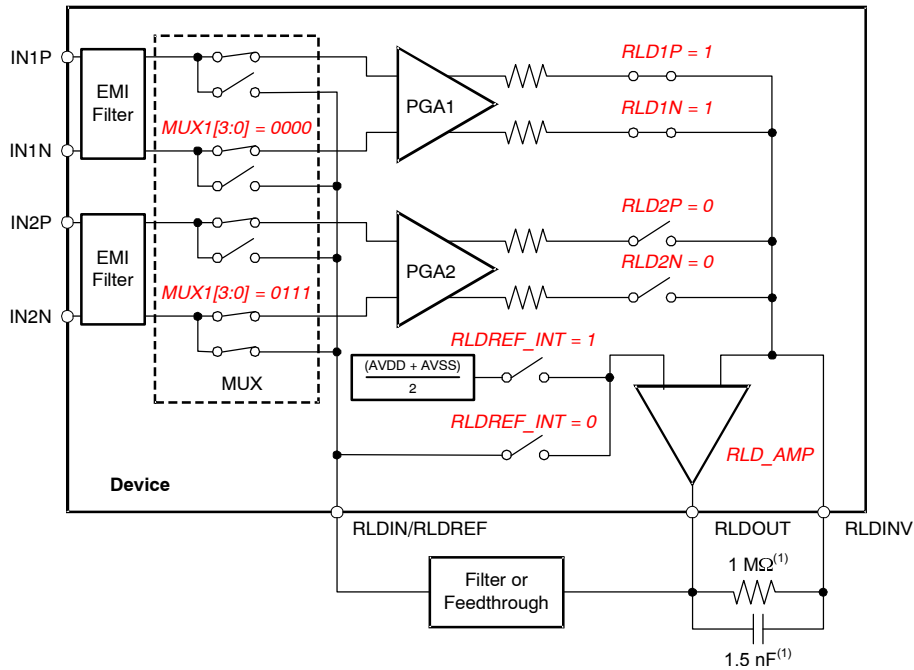 IN1P
EMI
Filter
IN1N
MUX1[3:0] = 0000
PGA1
RLD1P = 1
RLD1N = 1
IN2P
EMI
Filter
IN2N
MUX1[3:0] = 0111
PGA2
RLD2P = 0
RLD2N = 0
MUX
(AVDD + AVSS)
2
RLDREF_INT = 1
RLDREF_INT = 0
RLD_AMP
Device
RLDIN/RLDREF
RLDOUT
RLDINV
Filter or
Feedthrough
1 MΩ(1)
1.5 nF(1)